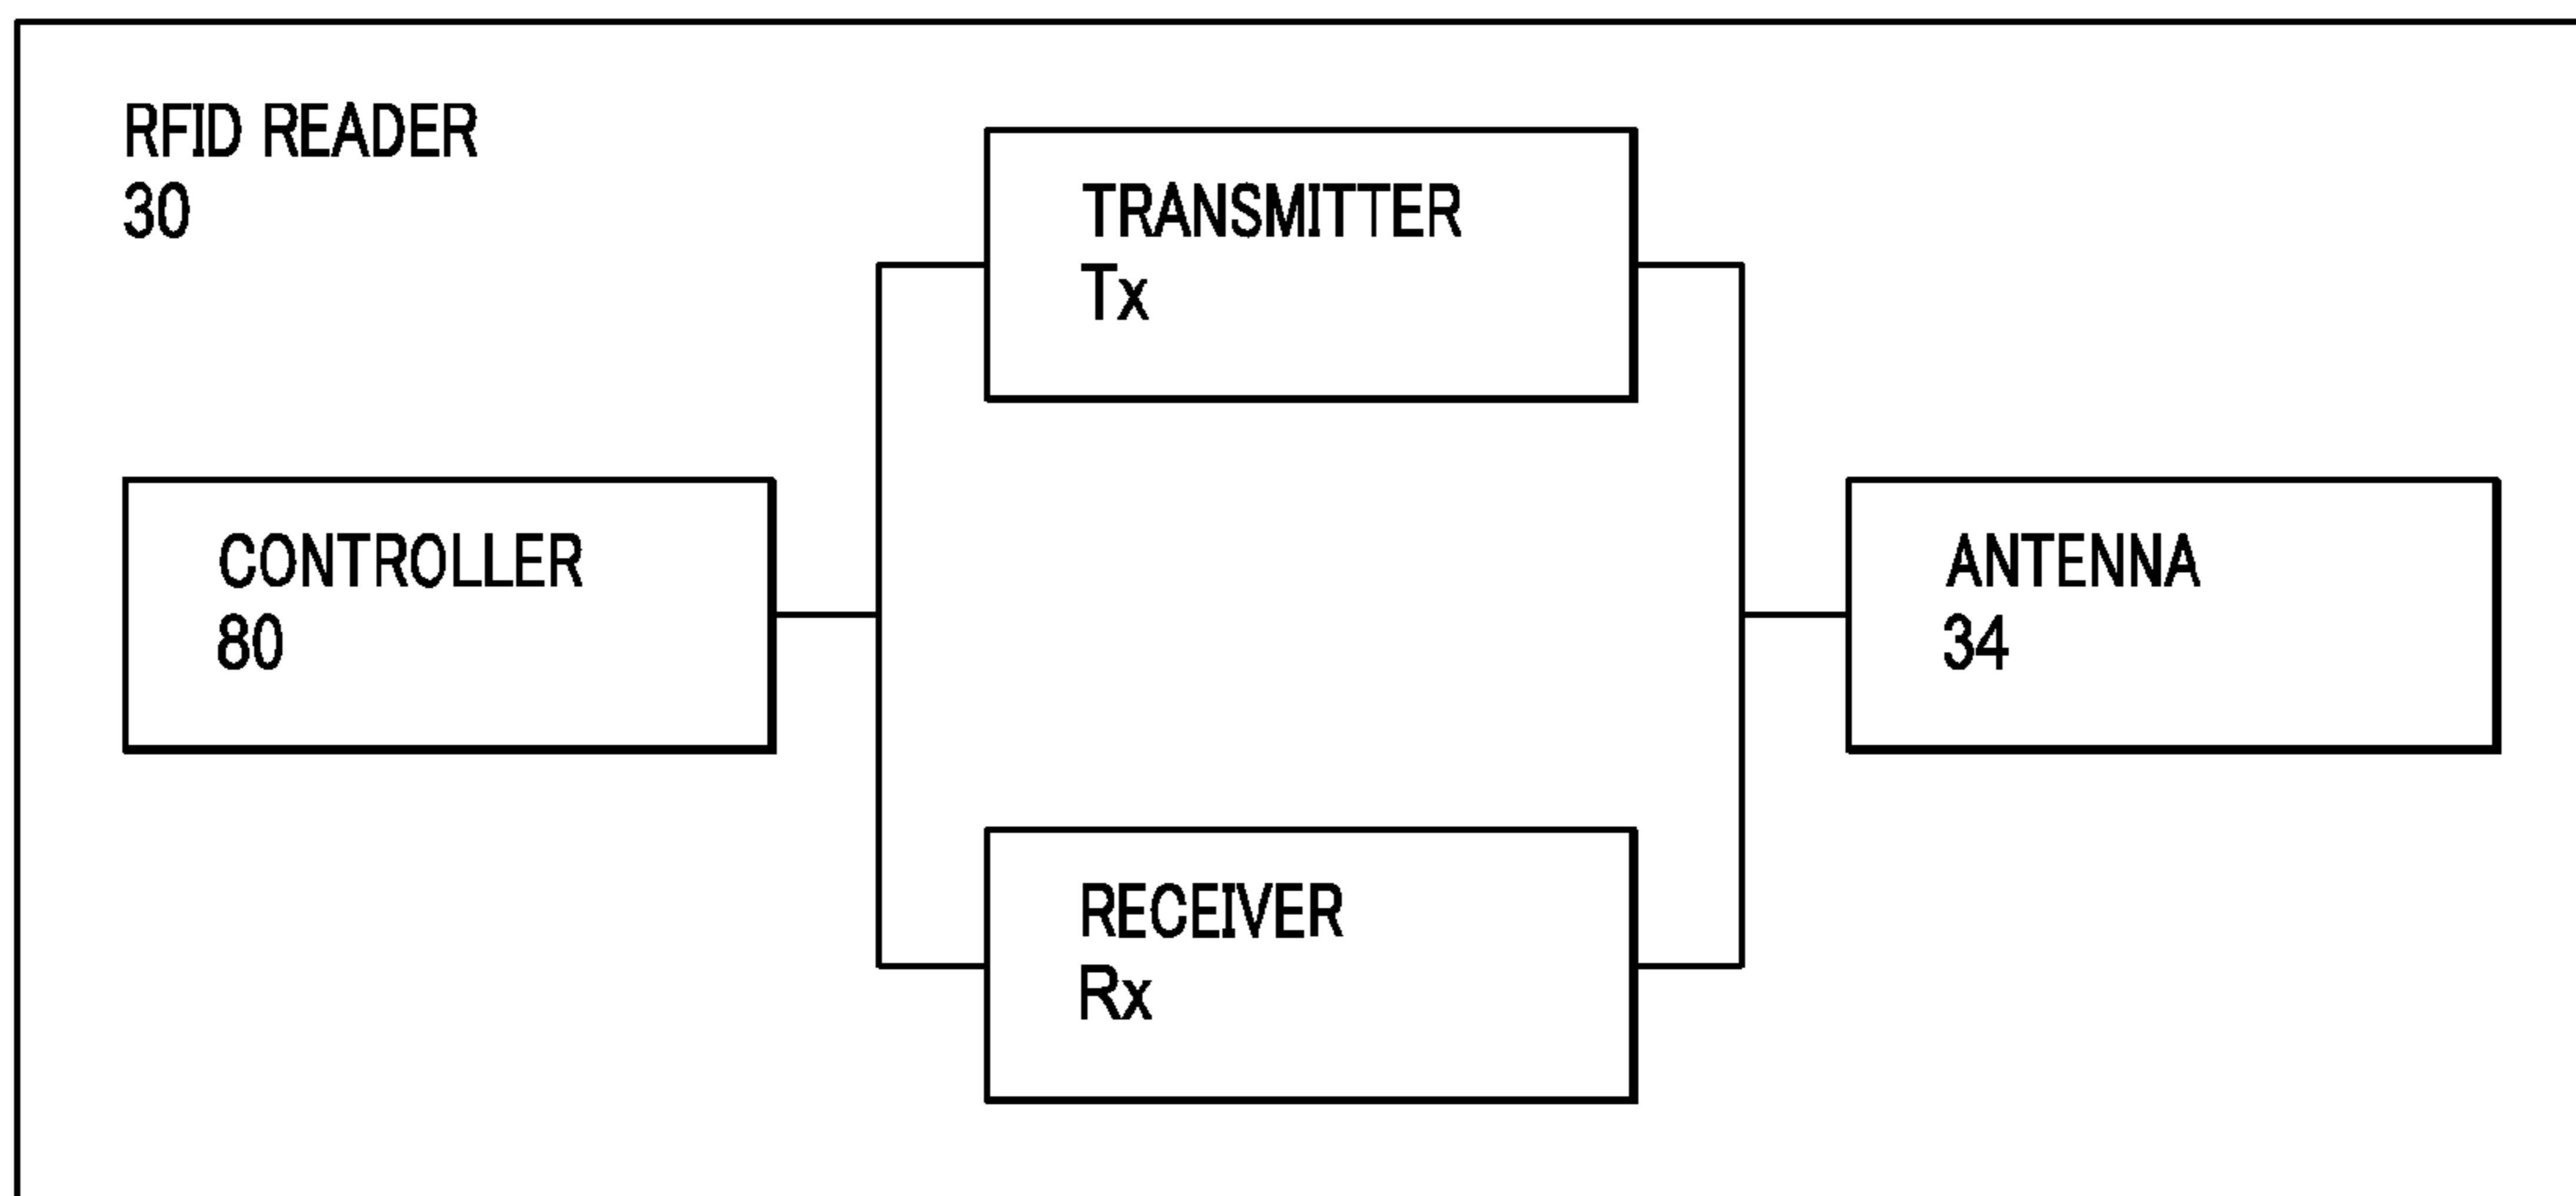 RFID READER
30
TRANSMITTER
Tx
CONTROLLER
80
ANTENNA
34
RECEIVER
Rx